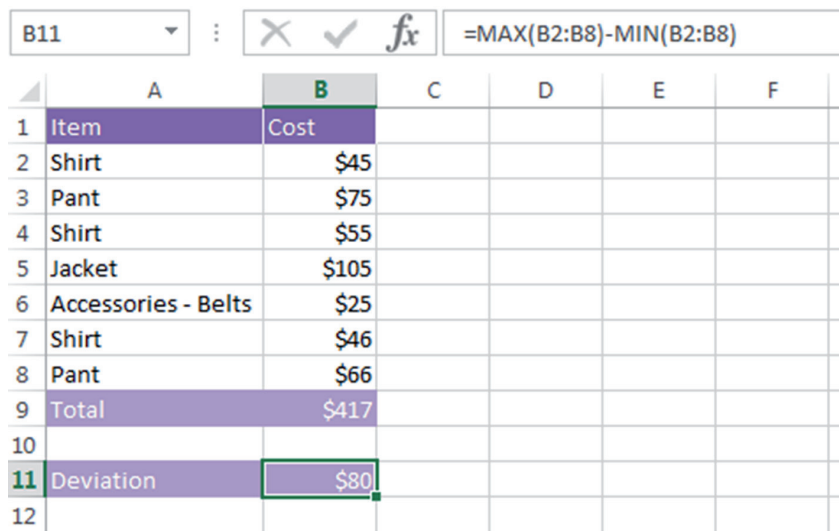 B11 fx =MAX(B2:B8)-MIN(B2:B8)
A B C D E F
1 Item Cost
2 Shirt $45
3 Pant $75
4 Shirt $55
5 Jacket $105
6 Accessories - Belts $25
7 Shirt $46
8 Pant $66
9 Total $417
10
11 Deviation $80
12